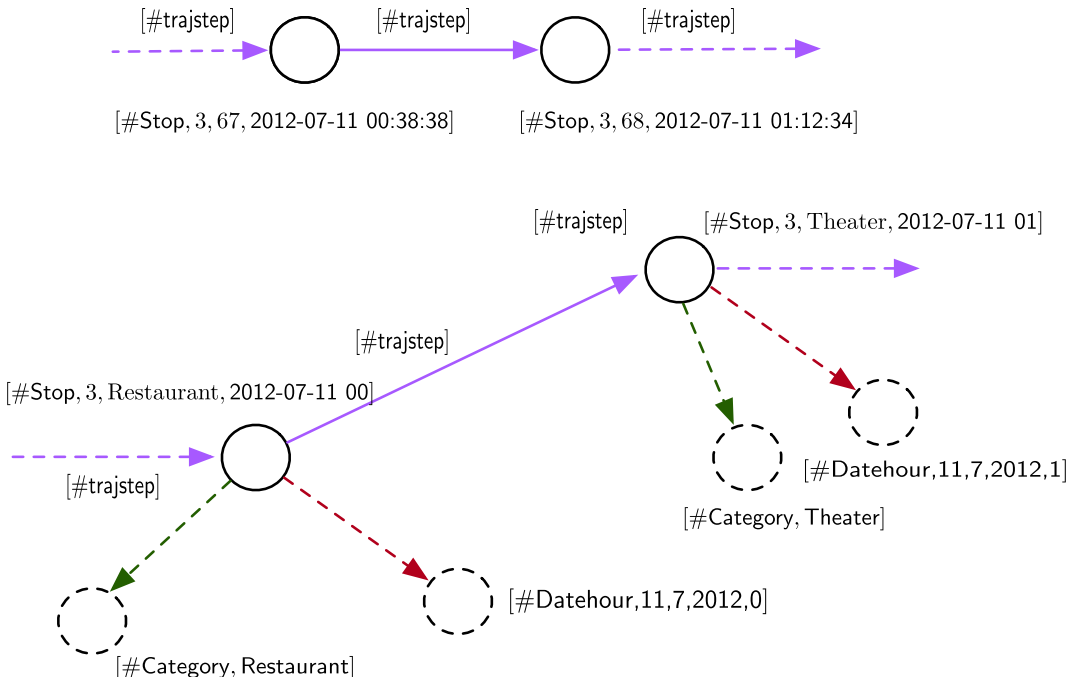 [#trajstep] [#trajstep] [#trajstep]
[#Stop, 3, 67, 2012-07-11 00:38:38] [#Stop, 3, 68, 2012-07-11 01:12:34]
[#trajstep] [#Stop, 3, Theater, 2012-07-11 01]
[#trajstep]
[#Stop, 3, Restaurant, 2012-07-11 00]
[#Datehour,11,7,2012,1]
[#trajstep]
[#Category, Theater]
[#Datehour,11,7,2012,0]
[#Category, Restaurant]